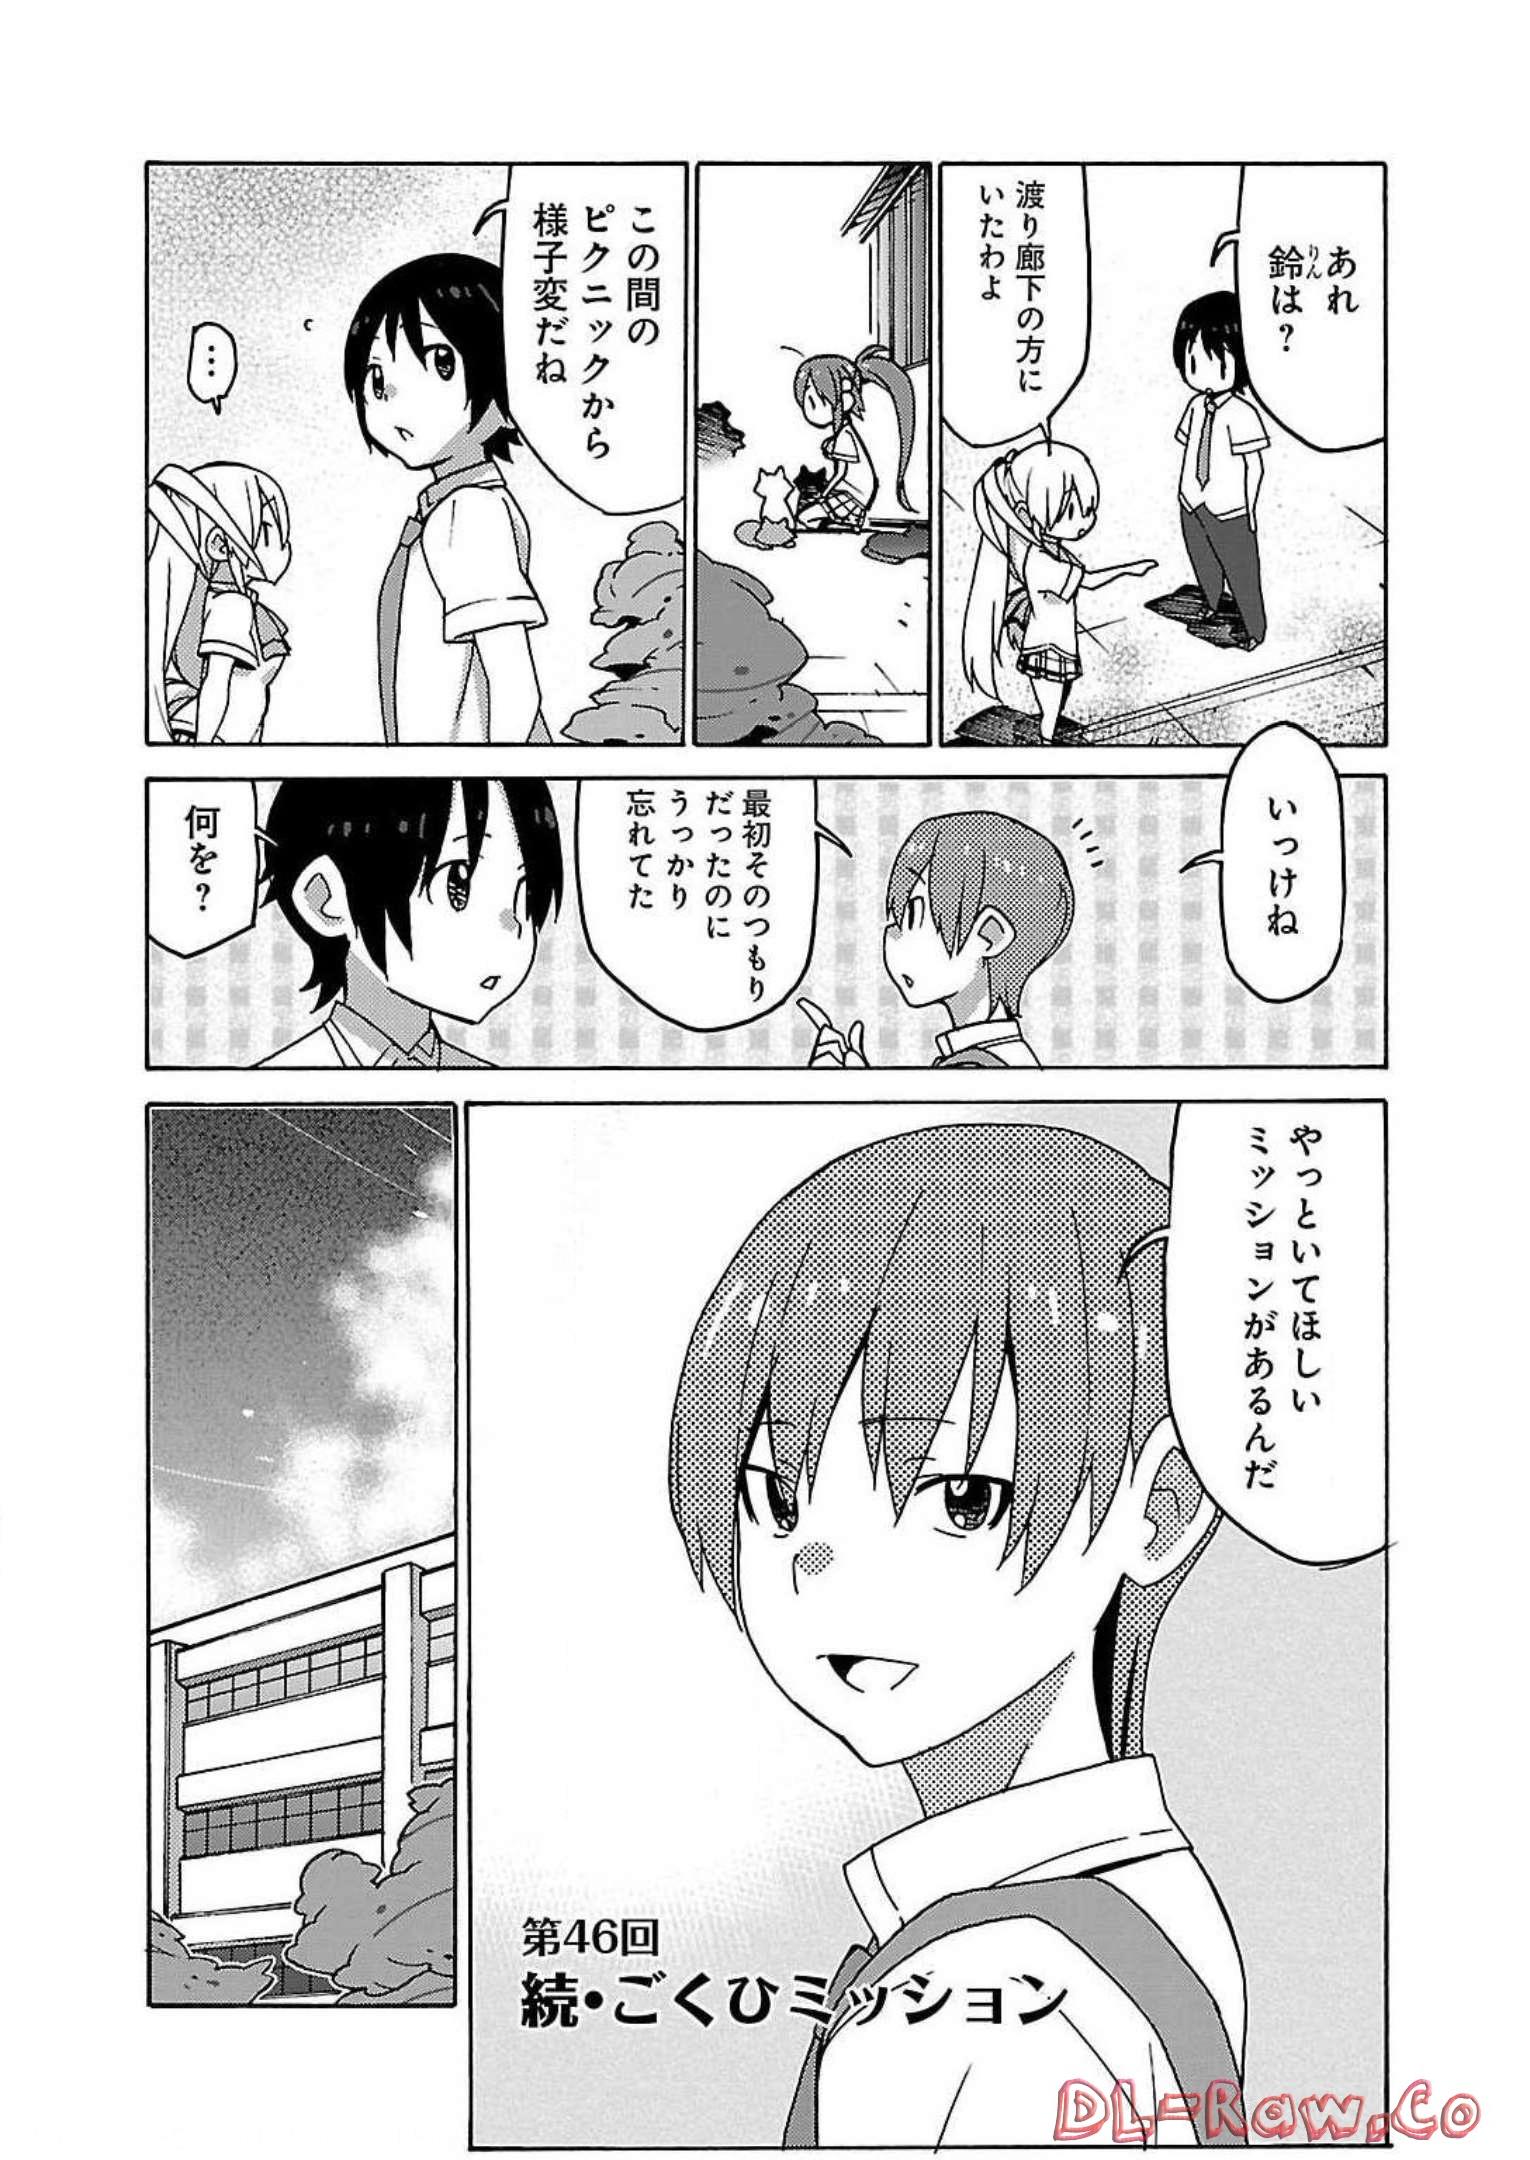 あれ
鈴は？
りん
渡り廊下の方に
いたわよ
この間の
ピクニックから
様子変だね
…
いっけね
最初そのつもり
だったのに
うっかり
忘れてた
何を？
やっといてほしい
ミッションがあるんだ
第46回
続・ごくひミッション
DL-Raw.Co